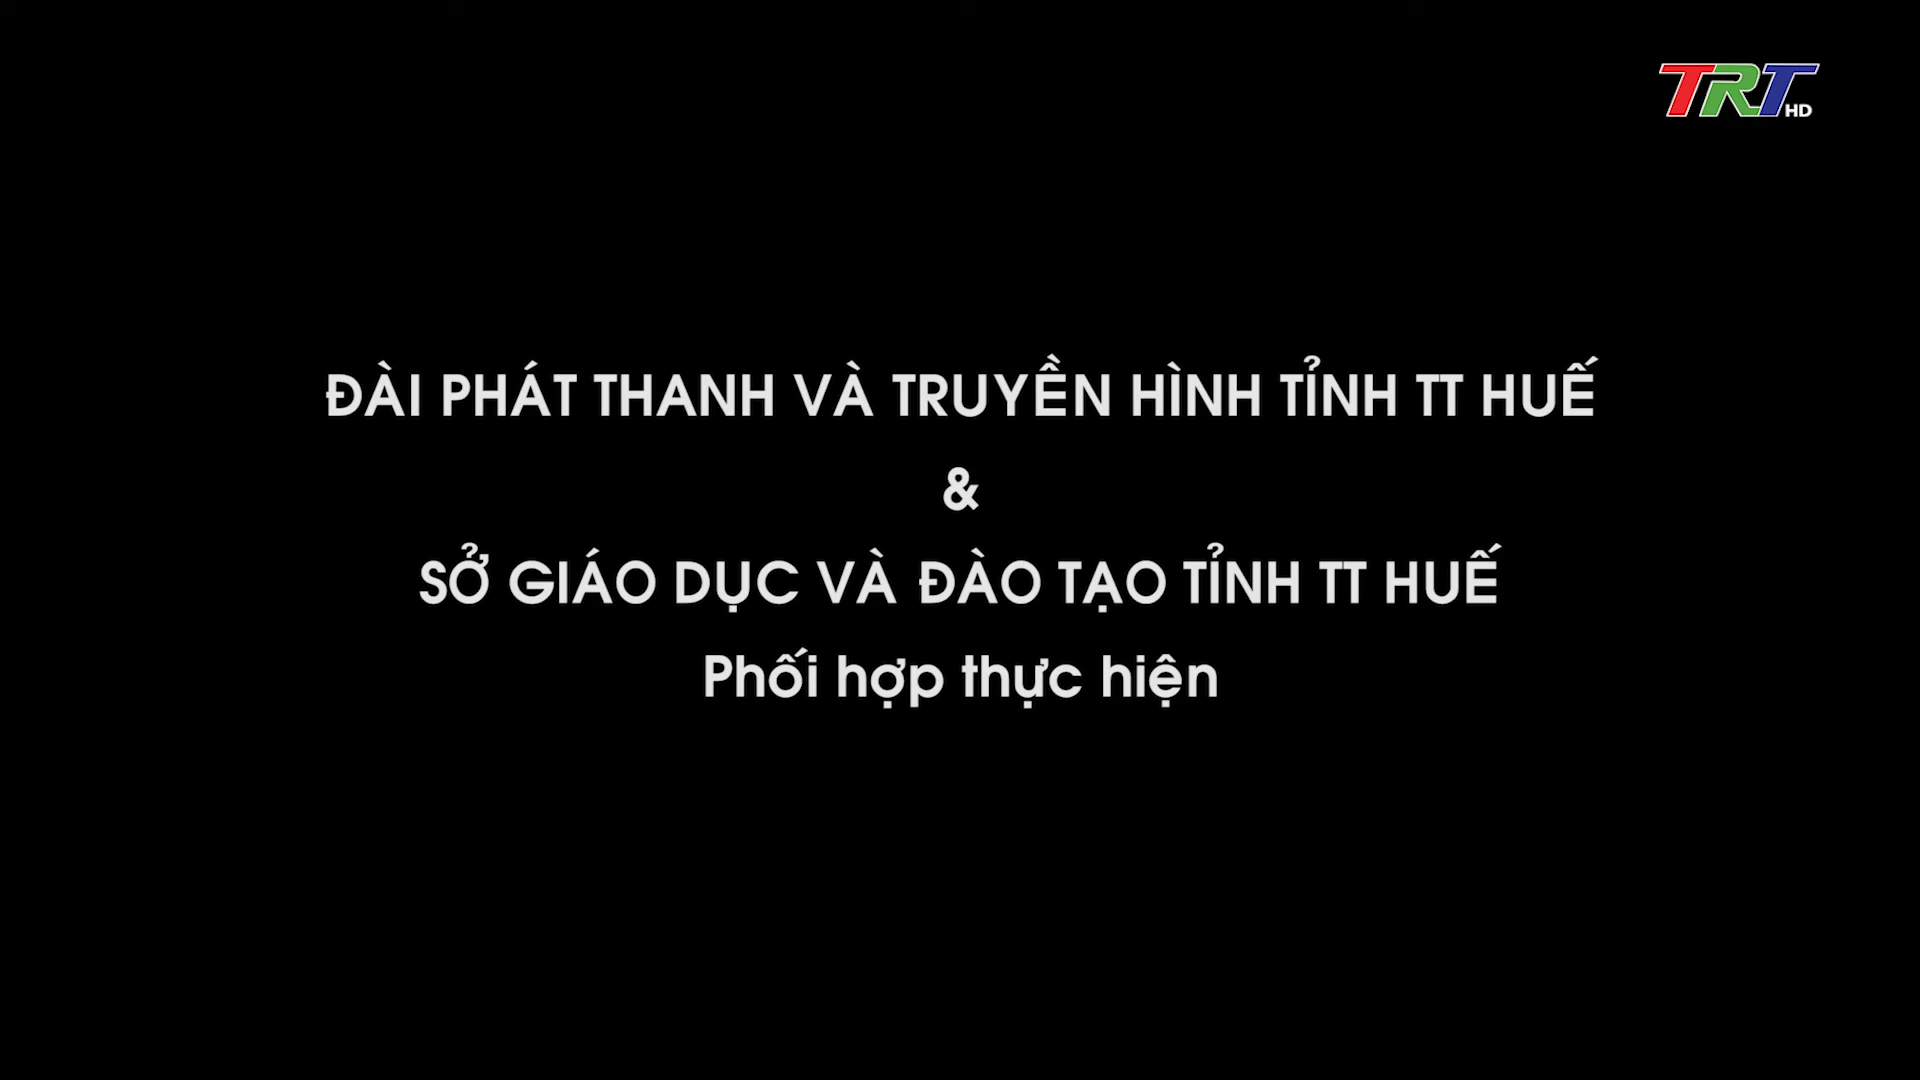 TRT HD
ĐÀI PHÁT THANH VÀ TRUYỀN HÌNH TỈNH TT HUẾ
&
SỞ GIÁO DỤC VÀ ĐÀO TẠO TỈNH TT HUẾ
Phối hợp thực hiện